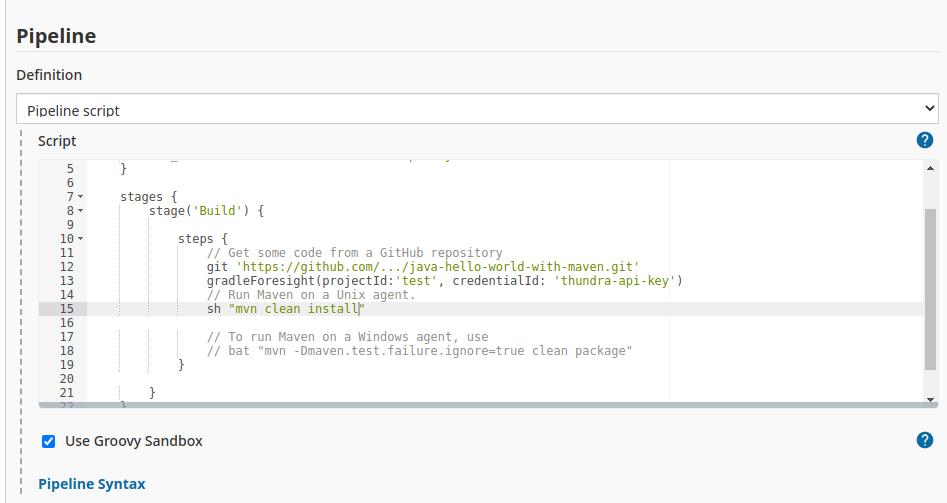 Pipeline
Definition
Pipeline script
Script
5 }
6
7 stages {
8 stage('Build') {
9
10 steps {
11 // Get some code from a GitHub repository
12 git 'https://github.com/.../java-hello-world-with-maven.git'
13 gradleForesight(projectId:'test', credentialId: 'thundra-api-key')
14 // Run Maven on a Unix agent.
15 sh "mvn clean install"
16
17 // To run Maven on a Windows agent, use
18 // bat "mvn -Dmaven.test.failure.ignore=true clean package"
19 }
20
21 }
22 }
Use Groovy Sandbox
Pipeline Syntax